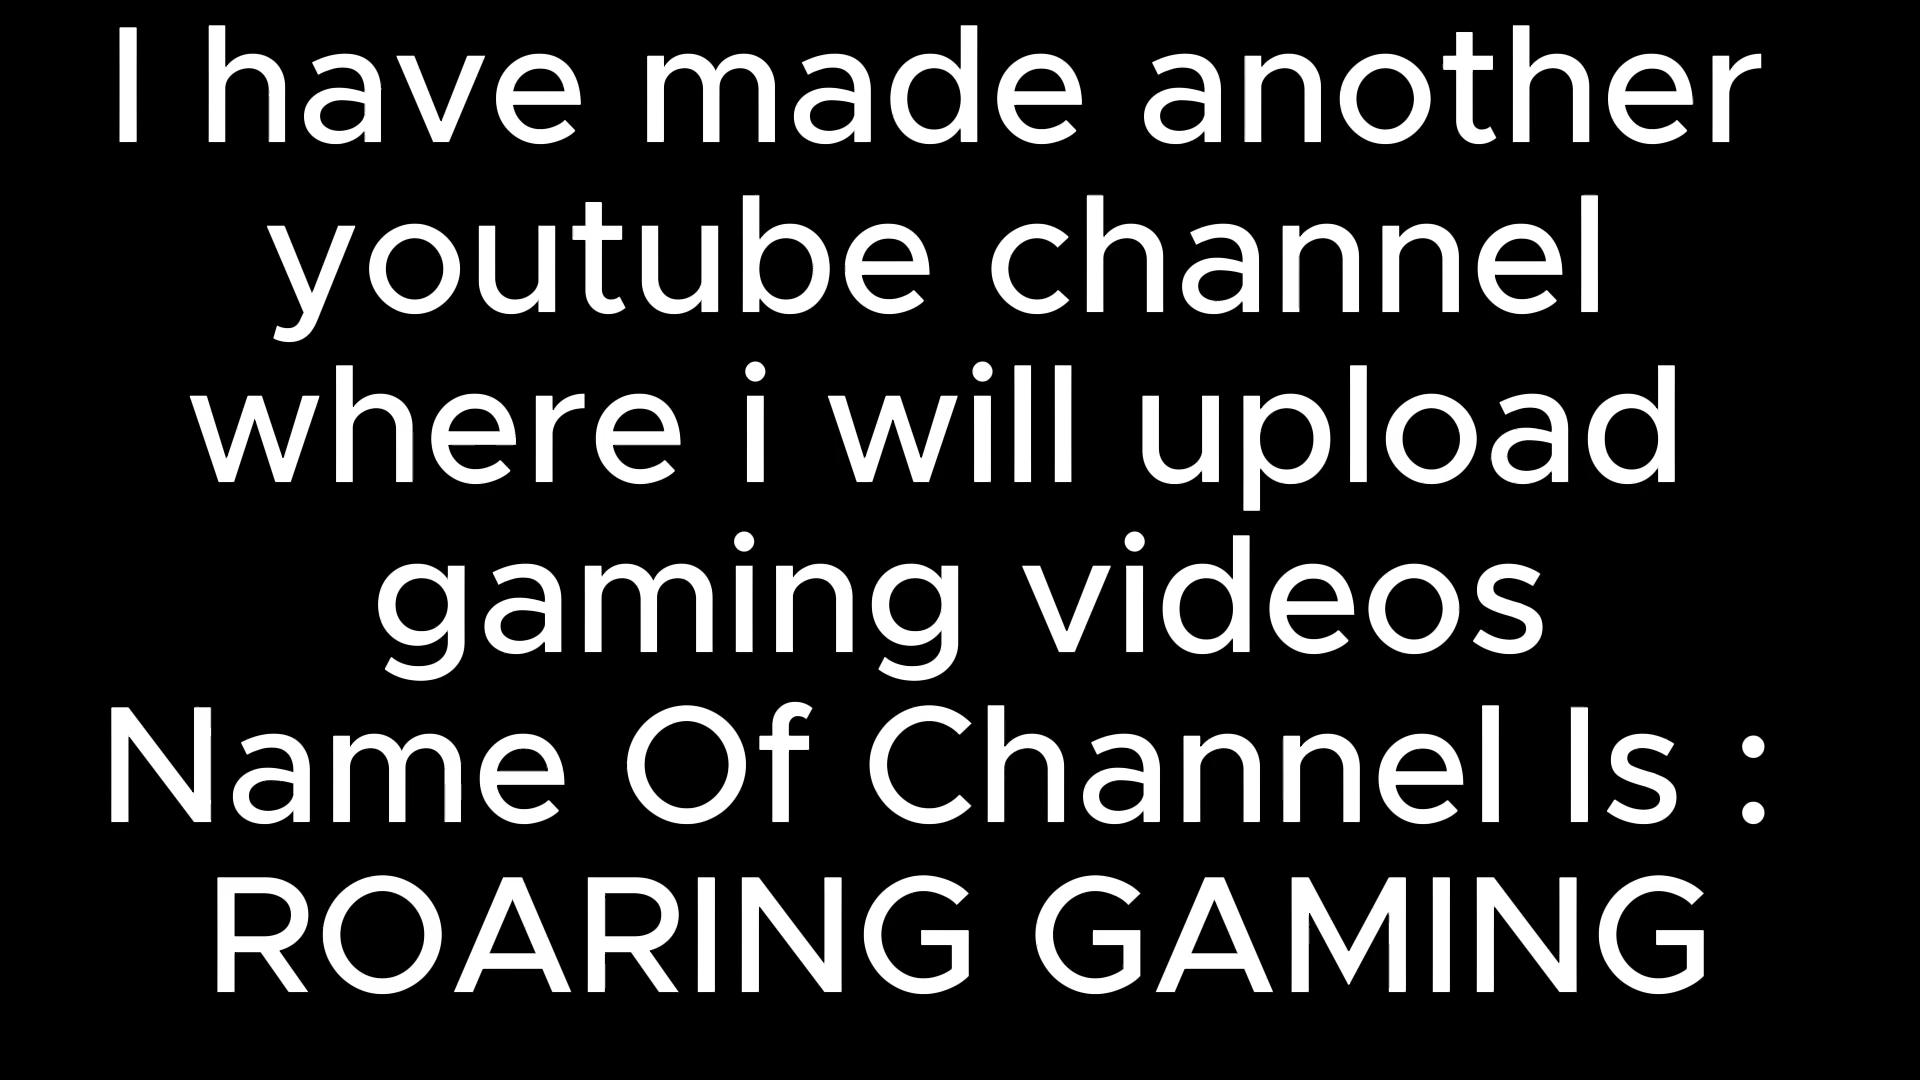 I have made another
youtube channel
where i will upload
gaming videos
Name Of Channel Is :
ROARING GAMING